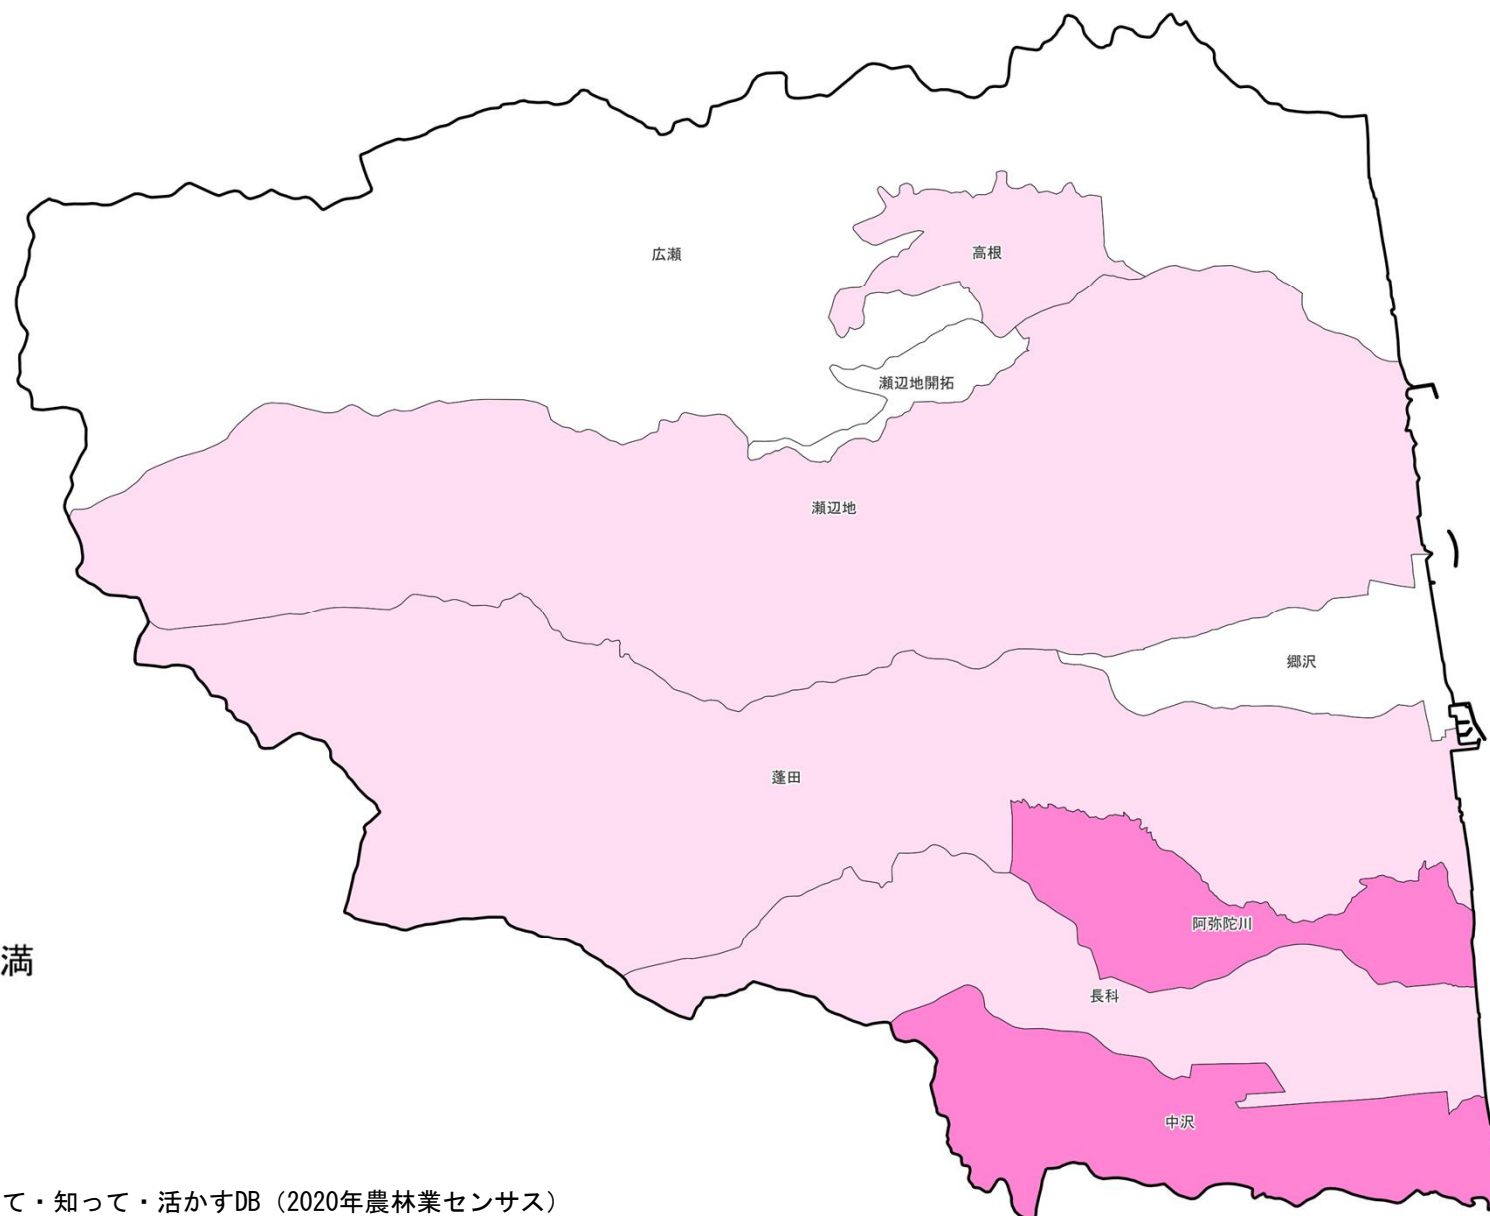 広瀬
高根
瀬辺地開拓
瀬辺地
郷沢
蓬田
阿弥陀川
満
長科
中沢
て・知って・活かすDB（2020年農林業センサス）